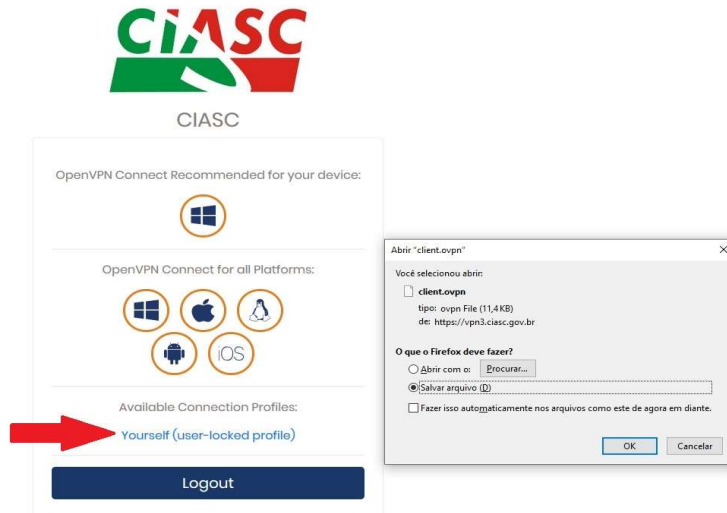 CiASC
CIASC
OpenVPN Connect Recommended for your device:
OpenVPN Connect for all Platforms:
iOS
Available Connection Profiles:
Yourself (user-locked profile)
Logout
Abrir "client.ovpn"
Você selecionou abrir:
client.ovpn
tipo: ovpn File (11,4 KB)
de: https://vpn3.ciasc.gov.br
O que o Firefox deve fazer?
Abrir com o: Procurar...
Salvar arquivo (D)
Fazer isso automaticamente nos arquivos como este de agora em diante.
OK Cancelar